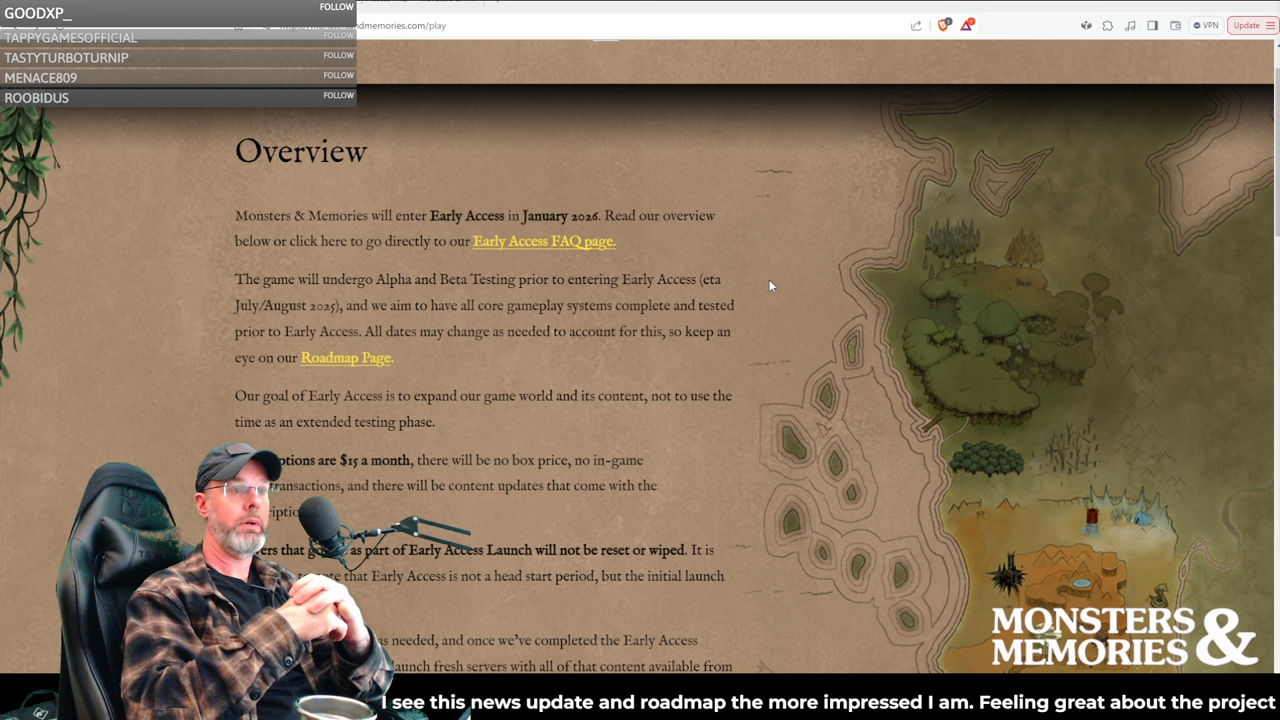 GOODXP_ FOLLOW
TAPPYGAMESOFFICIAL FOLLOW
TASTYTURBOTURNIP FOLLOW
MENACE809 FOLLOW
ROOBIDUS FOLLOW
ndmemories.com/play
VPN
Update
Overview
Monsters & Memories will enter Early Access in January 2026. Read our overview
below or click here to go directly to our Early Access FAQ page.
The game will undergo Alpha and Beta Testing prior to entering Early Access (eta
July/August 2025), and we aim to have all core gameplay systems complete and tested
prior to Early Access. All dates may change as needed to account for this, so keep an
eye on our Roadmap Page.
Our goal of Early Access is to expand our game world and its content, not to use the
time as an extended testing phase.
ptions are $15 a month, there will be no box price, no in-game
transactions, and there will be content updates that come with the
as part of Early Access Launch will not be reset or wiped. It is
that Early Access is not a head start period, but the initial launch
as needed, and once we've completed the Early Access
launch fresh servers with all of that content available from
MONSTERS &
MEMORIES
I see this news update and roadmap the more impressed I am. Feeling great about the project